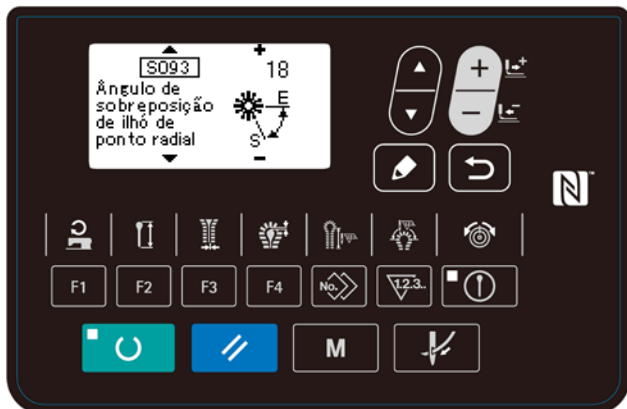 S093
18
Ângulo de
sobreposição
de ilhó de
ponto radial
E
S
F1
F2
F3
F4
No.
1.2.3..
M